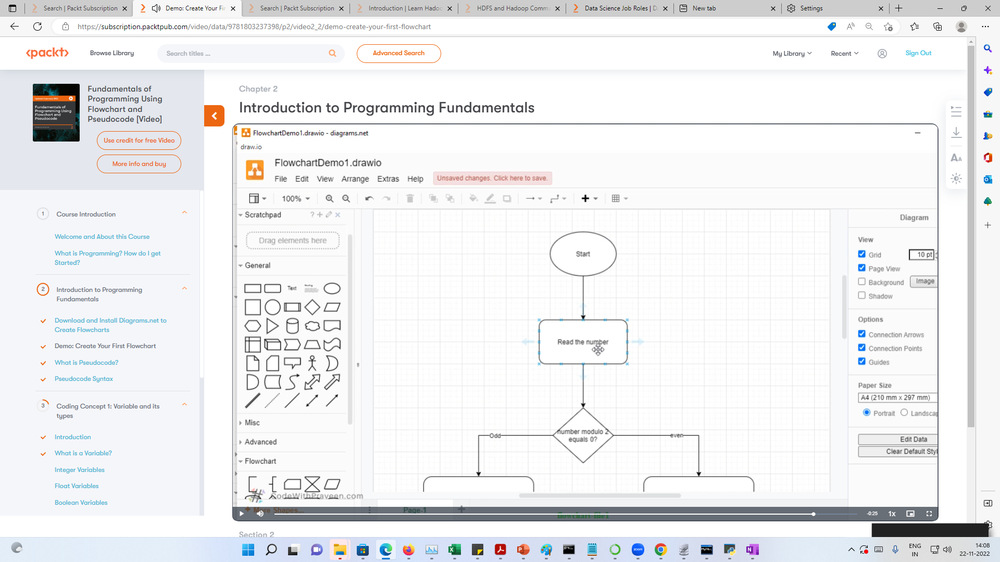 Search | Packt Subscription
Demo: Create Your Fir
Search | Packt Subscription
Introduction | Learn Hadoo
HDFS and Hadoop Comma
Data Science Job Roles | D
New tab
Settings
https://subscription.packtpub.com/video/data/9781803237398/p2/video2_2/demo-create-your-first-flowchart
<packt>
Browse Library
Search titles ...
Advanced Search
My Library
Recent
Sign Out
Fundamentals of
Programming Using
Flowchart and
Pseudocode
Fundamentals of
Programming Using
Flowchart and
Pseudocode [Video]
Use credit for free Video
More info and buy
1 Course Introduction
Welcome and About this Course
What is Programming? How do I get
Started?
2 Introduction to Programming
Fundamentals
Download and Install Diagrams.net to
Create Flowcharts
Demo: Create Your First Flowchart
What is Pseudocode?
Pseudocode Syntax
3 Coding Concept 1: Variable and its
types
Introduction
What is a Variable?
Integer Variables
Float Variables
Boolean Variables
Chapter 2
Introduction to Programming Fundamentals
FlowchartDemo1.drawio - diagrams.net
draw.io
FlowchartDemo1.drawio
File Edit View Arrange Extras Help
Unsaved changes. Click here to save.
100%
Scratchpad
Drag elements here
General
Text
Misc
Advanced
Flowchart
CodeWithPraveen.com
More Shapes...
Page-1
Start
Read the number
number modulo 2
equals 0?
Odd
even
flowchart-file1
Diagram
View
Grid
10 pt
Page View
Background
Image
Shadow
Options
Connection Arrows
Connection Points
Guides
Paper Size
A4 (210 mm x 297 mm)
Portrait
Landscap
Edit Data
Clear Default Styl
-0:25
1x
Section 2
zoom
ENG
IN
14:08
22-11-2022